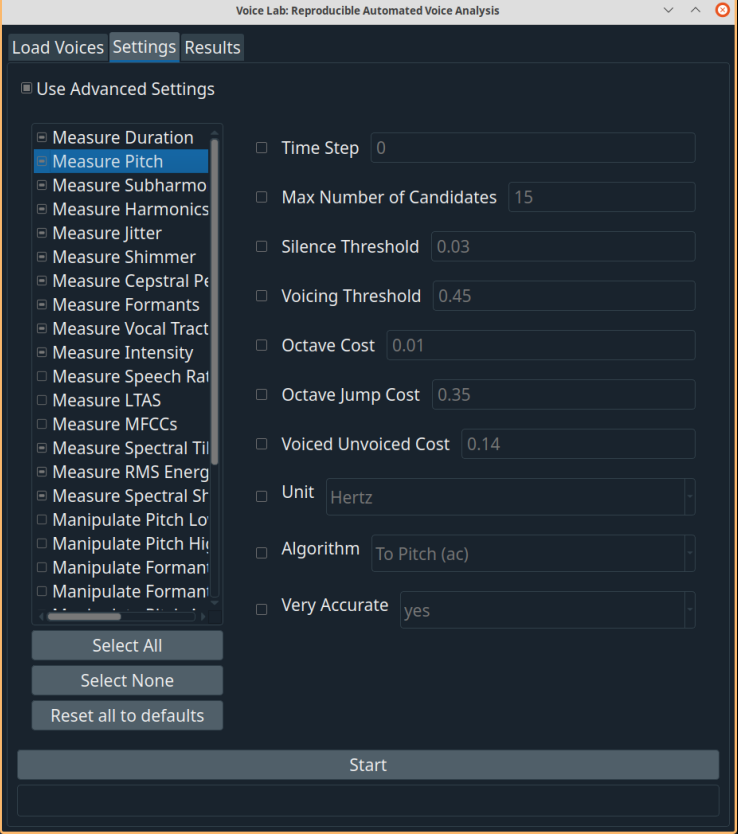 Voice Lab: Reproducible Automated Voice Analysis
Load Voices Settings Results
Use Advanced Settings
Measure Duration
Measure Pitch
Measure Subharmo
Measure Harmonics
Measure Jitter
Measure Shimmer
Measure Cepstral Pe
Measure Formants
Measure Vocal Tract
Measure Intensity
Measure Speech Rat
Measure LTAS
Measure MFCCs
Measure Spectral Til
Measure RMS Energ
Measure Spectral Sh
Manipulate Pitch Lo
Manipulate Pitch Hig
Manipulate Forman
Manipulate Forman
Select All
Select None
Reset all to defaults
Time Step 0
Max Number of Candidates 15
Silence Threshold 0.03
Voicing Threshold 0.45
Octave Cost 0.01
Octave Jump Cost 0.35
Voiced Unvoiced Cost 0.14
Unit Hertz
Algorithm To Pitch (ac)
Very Accurate yes
Start